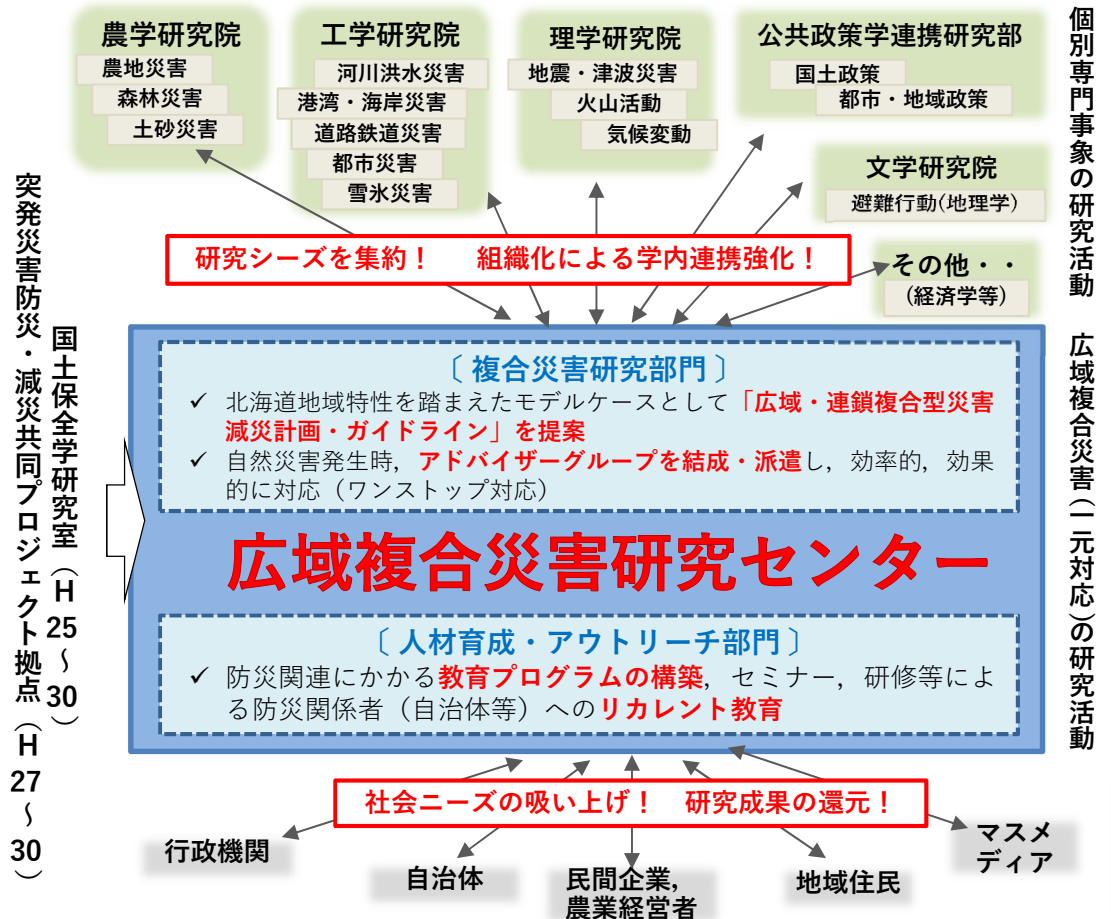 農学研究院
農地災害
森林災害
土砂災害
工学研究院
河川洪水災害
港湾・海岸災害
道路鉄道災害
都市災害
雪氷災害
理学研究院
地震・津波災害
火山活動
気候変動
公共政策学連携研究部
国土政策
都市・地域政策
文学研究院
避難行動(地理学)
その他・・
(経済学等)
個別専門事象の研究活動
広域複合災害(一元対応)の研究活動
研究シーズを集約！　組織化による学内連携強化！
国土保全学研究室（H25～30）
突発災害防災・減災共同プロジェクト拠点（H27～30）
〔 複合災害研究部門 〕
✓ 北海道地域特性を踏まえたモデルケースとして「広域・連鎖複合型災害
減災計画・ガイドライン」を提案
✓ 自然災害発生時，アドバイザーグループを結成・派遣し，効率的，効果
的に対応（ワンストップ対応）
広域複合災害研究センター
〔 人材育成・アウトリーチ部門 〕
✓ 防災関連にかかる教育プログラムの構築，セミナー，研修等によ
る防災関係者（自治体等）へのリカレント教育
社会ニーズの吸い上げ！　研究成果の還元！
行政機関
自治体
民間企業，
農業経営者
地域住民
マスメ
ディア